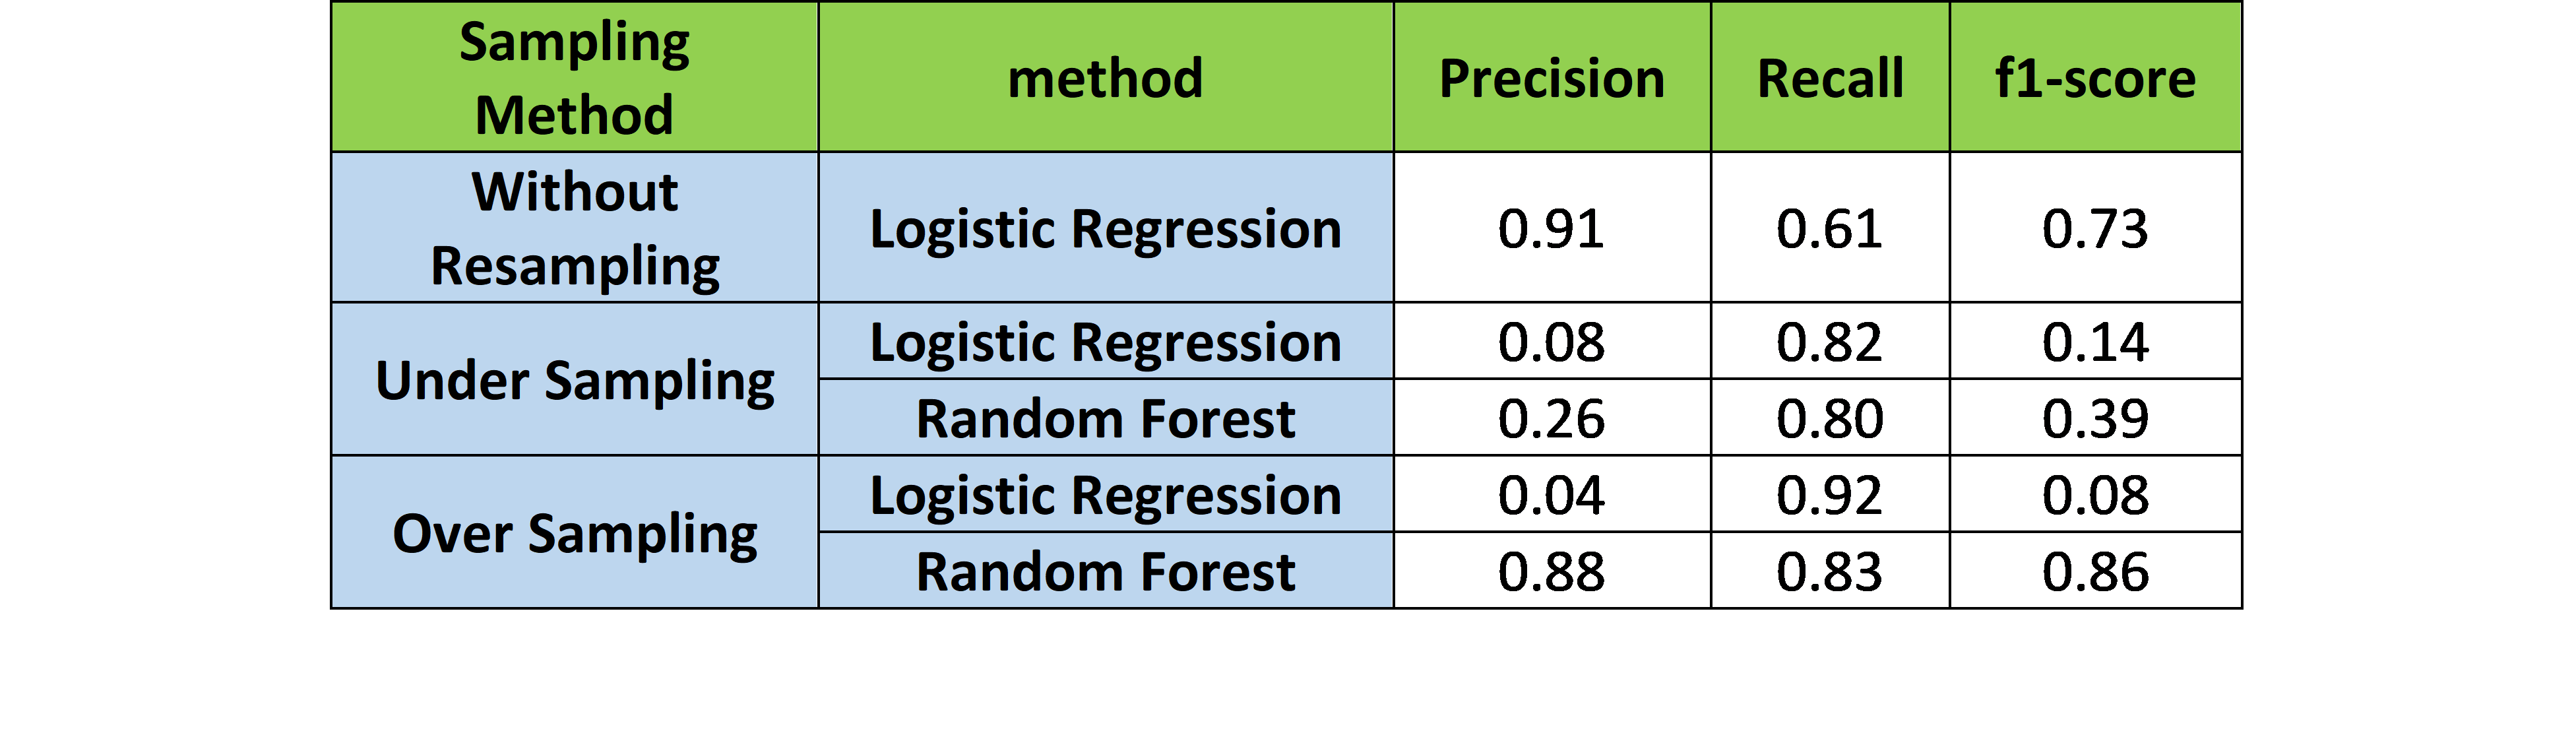 Sampling
Method
method
Precision
Recall
f1-score
Without
Resampling
Logistic Regression
0.91
0.61
0.73
Under Sampling
Logistic Regression
0.08
0.82
0.14
Random Forest
0.26
0.80
0.39
Over Sampling
Logistic Regression
0.04
0.92
0.08
Random Forest
0.88
0.83
0.86